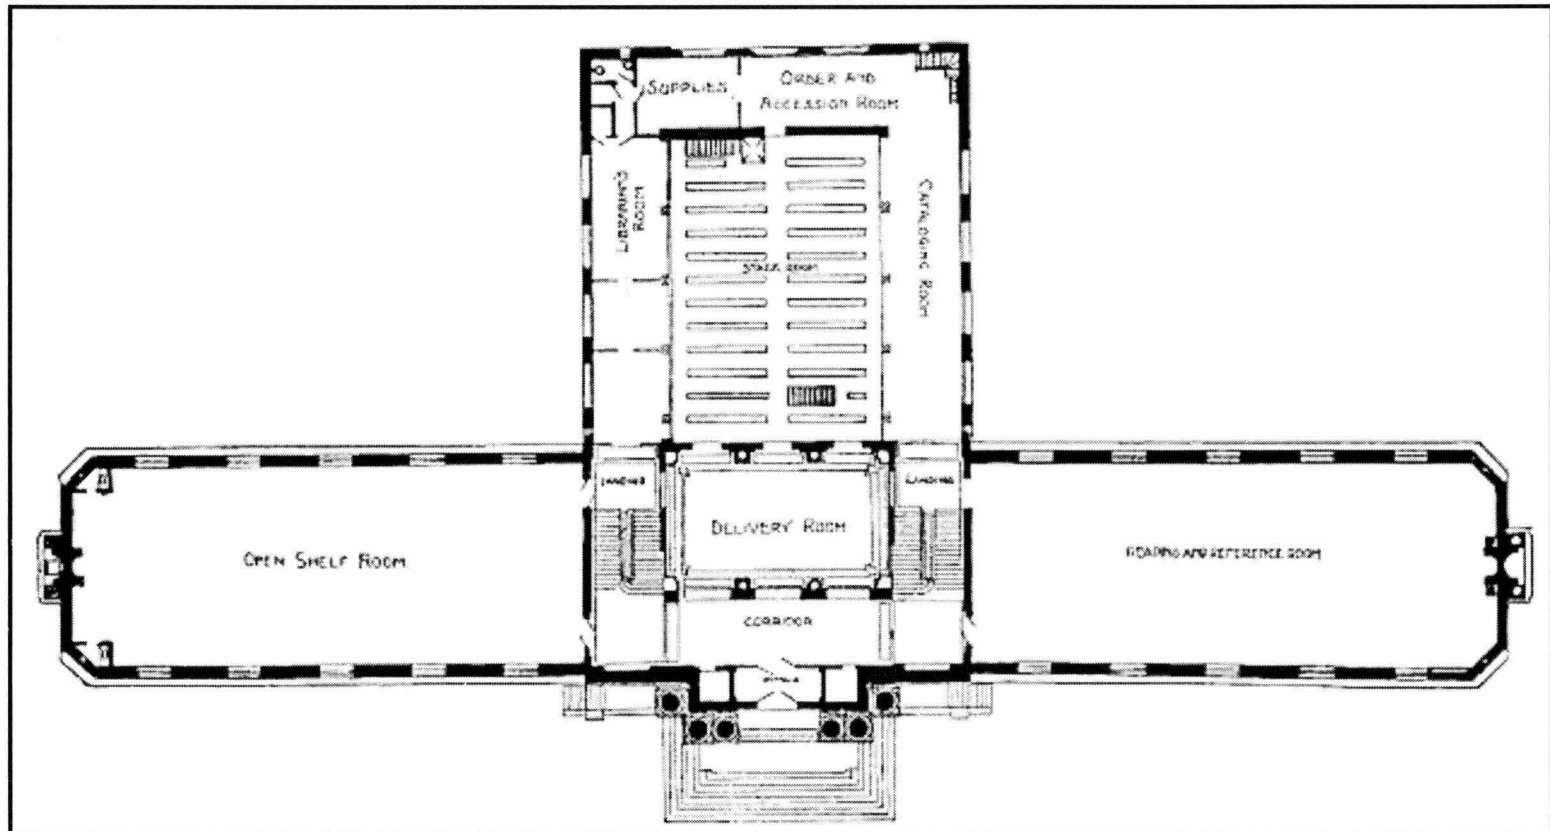 SUPPLIES
ORDER AND
ACCESSION ROOM
LIBRARIAN'S
ROOM
CATALOGING ROOM
STACK ROOM
LANDING
LANDING
DELIVERY ROOM
OPEN SHELF ROOM
READING AND REFERENCE ROOM
CORRIDOR